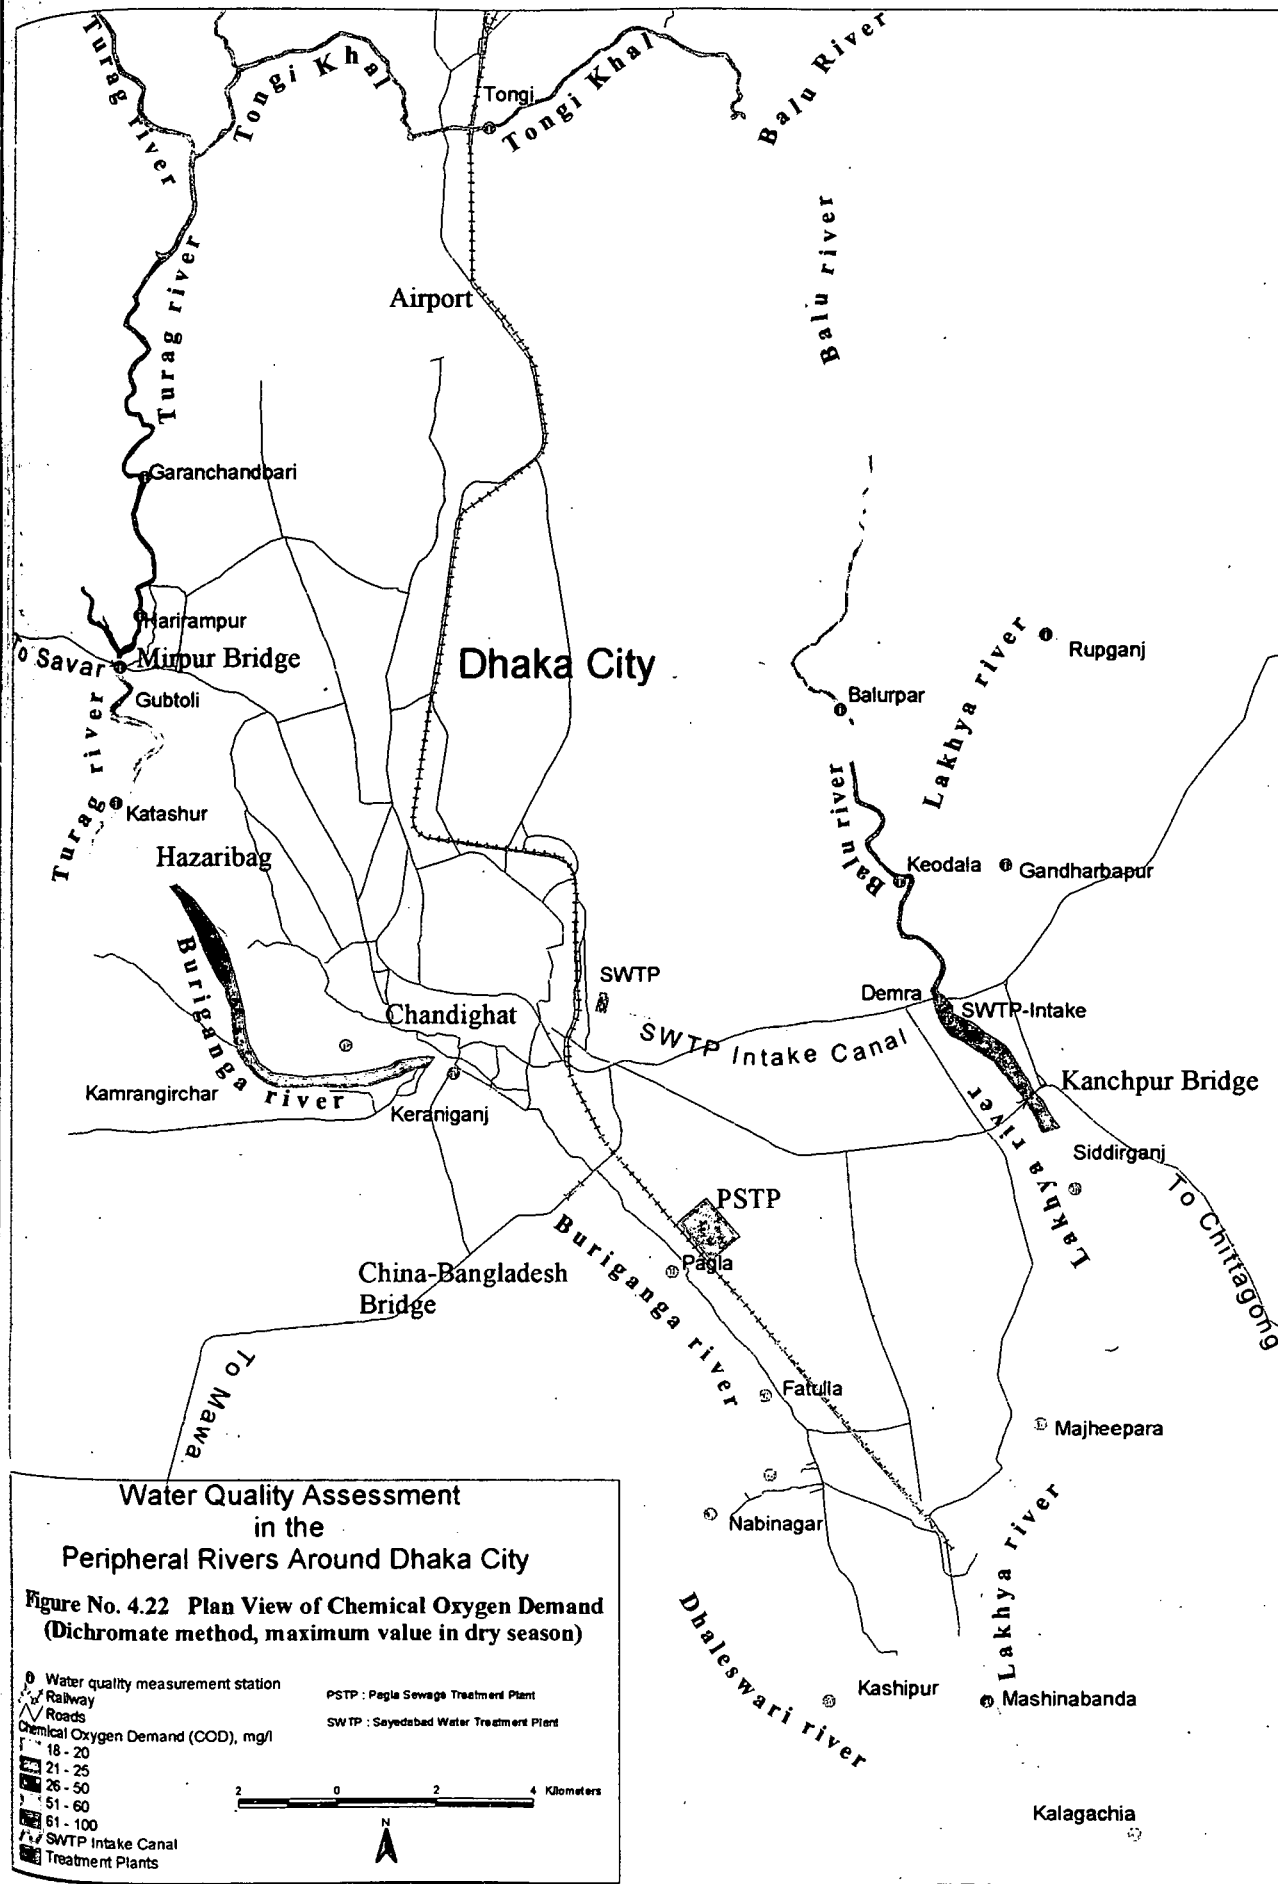 Turag river
Tongi Khal
Tongi
Tongi Khal
Balu River
Balu river
Turag river
Airport
Garanchandbari
Harirampur
To Savar
Mirpur Bridge
Dhaka City
Gubtoli
Turag river
Katashur
Hazaribag
Rupganj
Lakhya river
Balurpar
Balu river
Keodala
Gandharbapur
Buriganga river
SWTP
Demra
SWTP-Intake
Chandighat
SWTP Intake Canal
Kamrangirchar
Keraniganj
Kanchpur Bridge
Lakhya river
Siddirganj
To Chittagong
PSTP
Pagla
Buriganga river
China-Bangladesh
Bridge
To Mawa
Fatulla
Majheepara
Nabinagar
Lakhya river
Dhaleswari river
Kashipur
Mashinabanda
Kalagachia
Water Quality Assessment
in the
Peripheral Rivers Around Dhaka City
Figure No. 4.22 Plan View of Chemical Oxygen Demand
(Dichromate method, maximum value in dry season)
Water quality measurement station
Railway
Roads
Chemical Oxygen Demand (COD), mg/l
18 - 20
21 - 25
26 - 50
51 - 60
61 - 100
SWTP Intake Canal
Treatment Plants
PSTP : Pagla Sewage Treatment Plant
SWTP : Sayedabad Water Treatment Plant
2 0 2 4 Kilometers
N